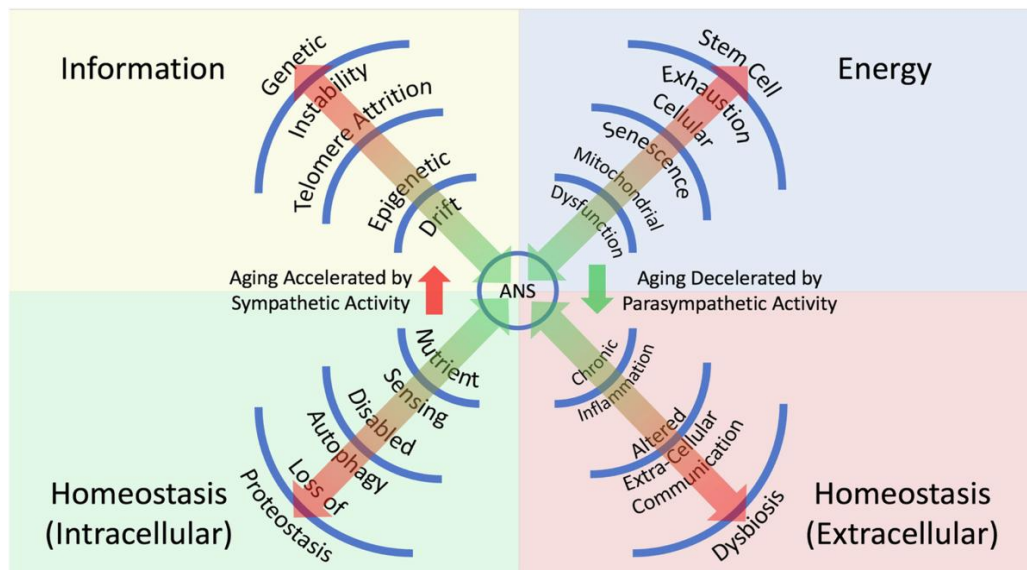 Information
Genetic
Instability
Telomere Attrition
Epigenetic
Drift
Energy
Stem Cell
Exhaustion
Cellular
Senescence
Mitochondrial
Dysfunction
Aging Accelerated by
Sympathetic Activity
ANS
Aging Decelerated by
Parasympathetic Activity
Nutrient
Sensing
Disabled
Autophagy
Loss of
Proteostasis
Homeostasis
(Intracellular)
Chronic
Inflammation
Altered
Extra-Cellular
Communication
Dysbiosis
Homeostasis
(Extracellular)